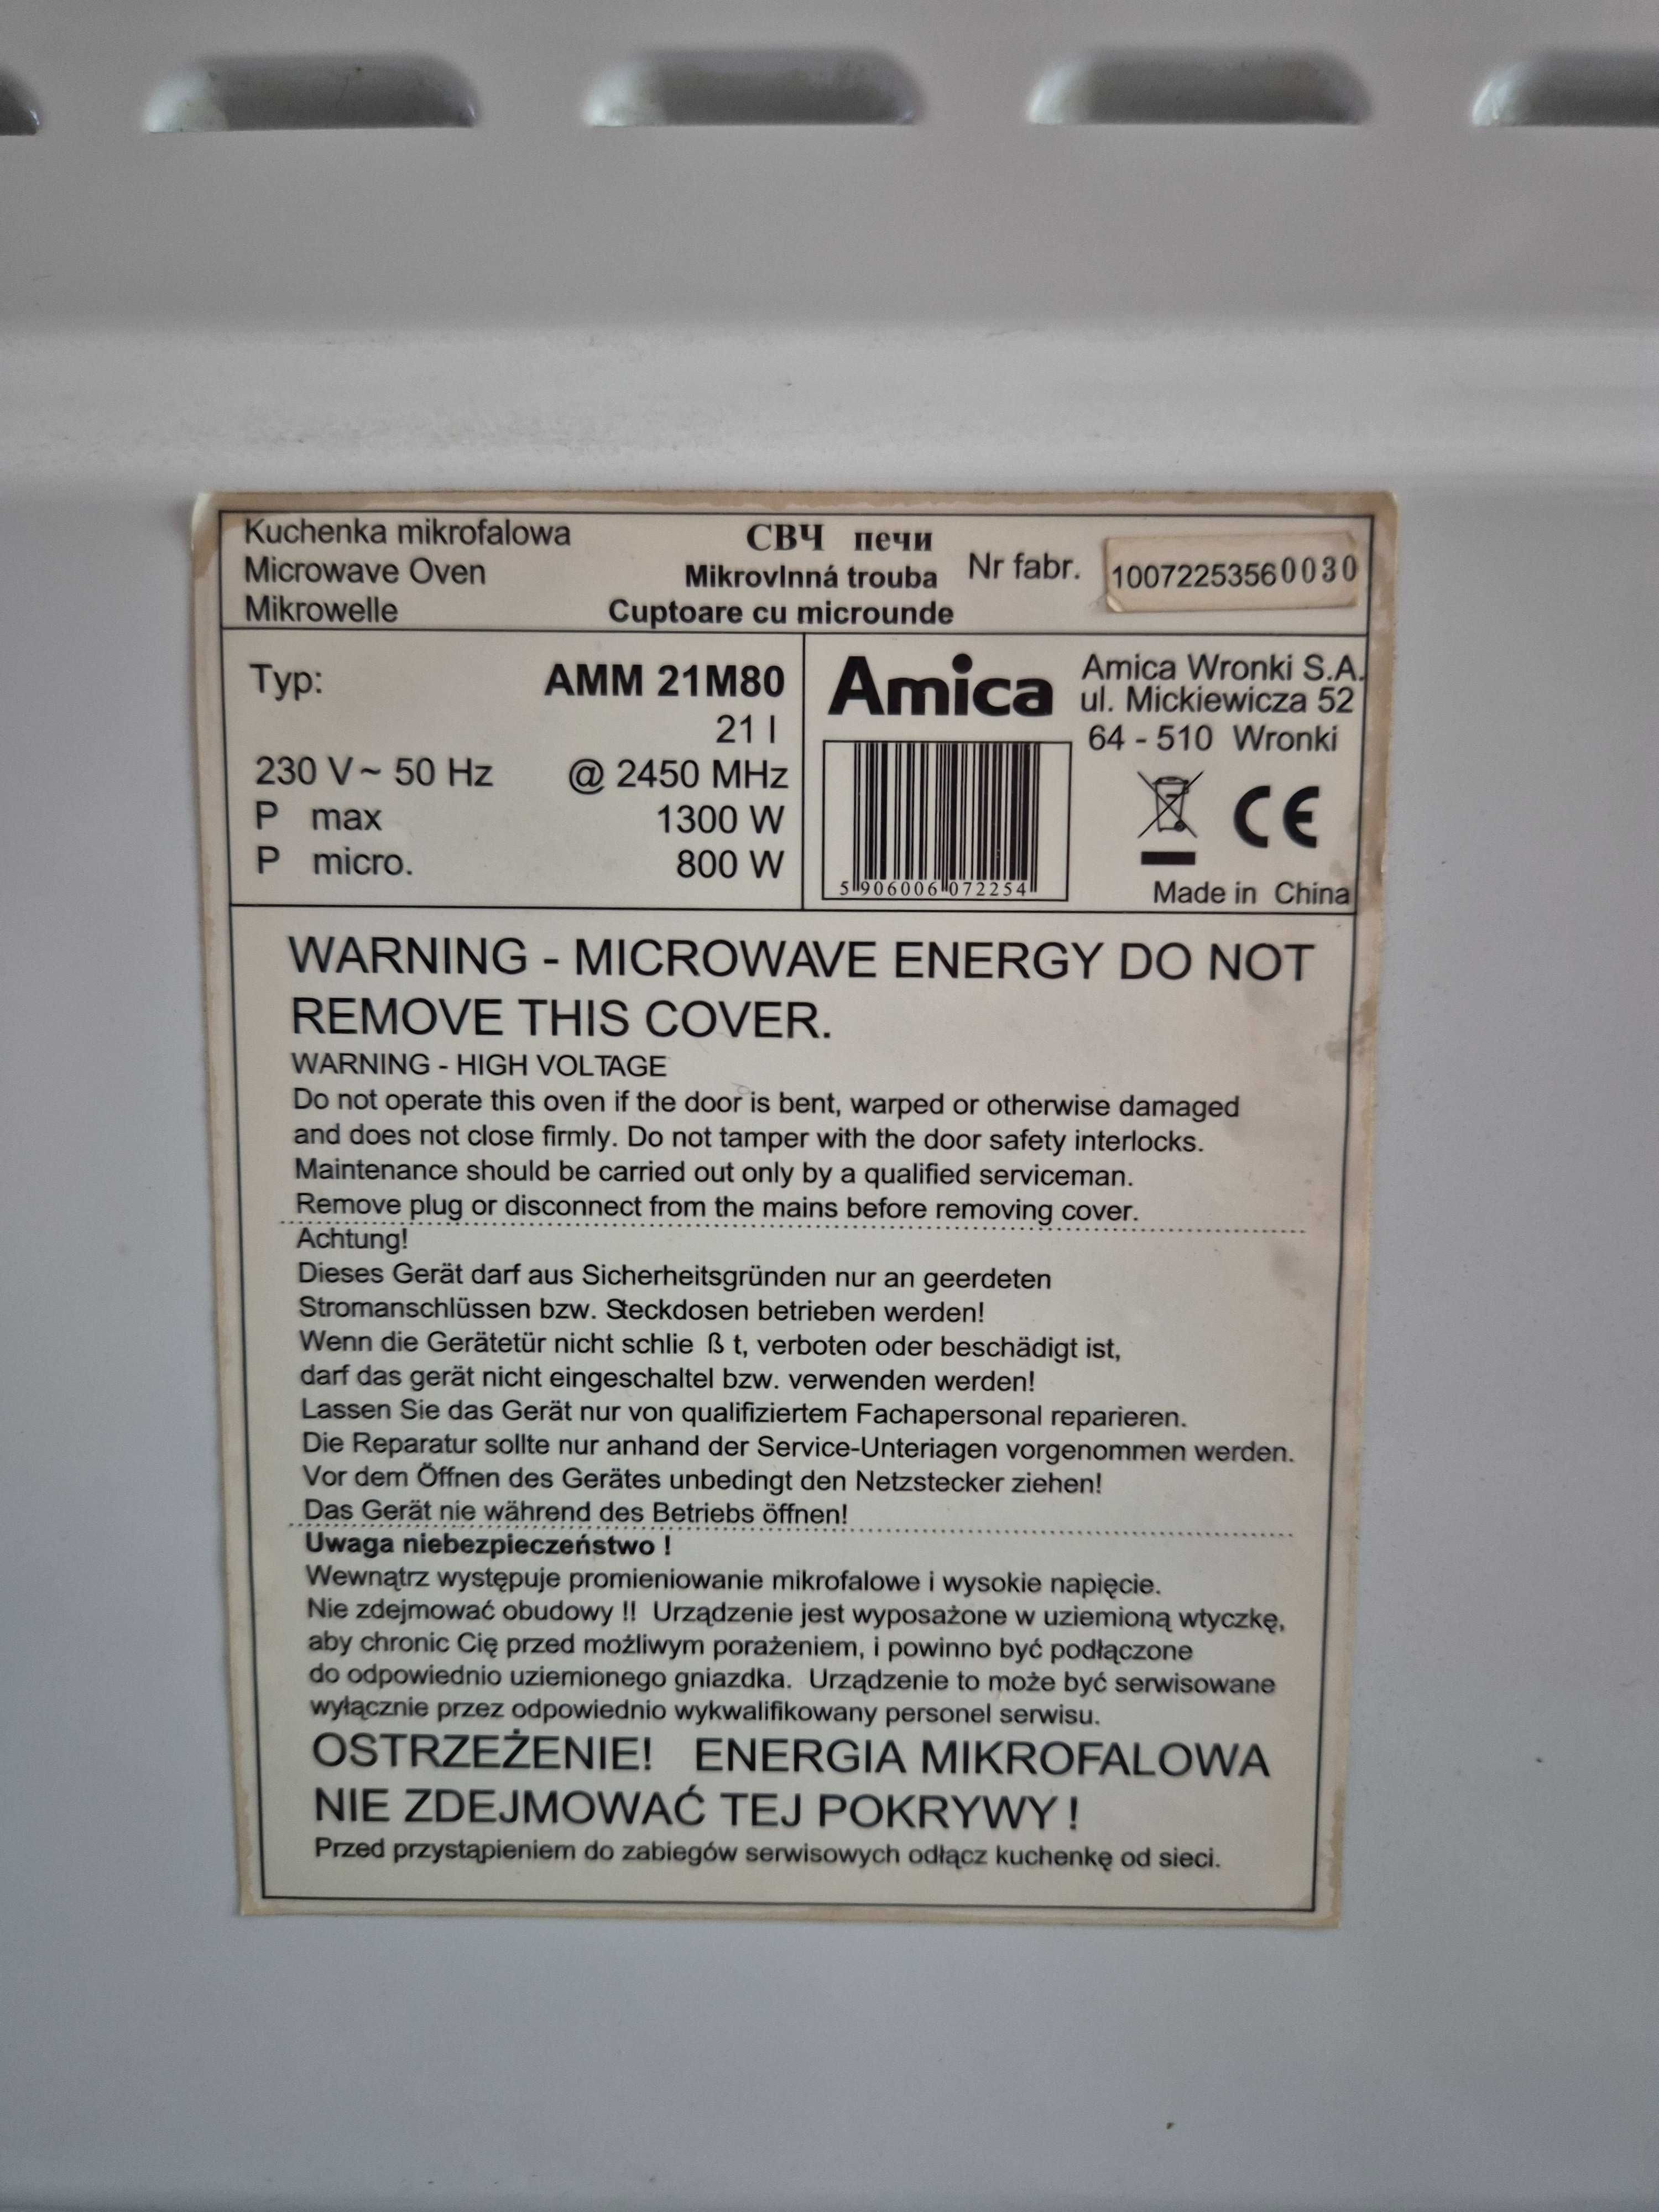 Kuchenka mikrofalowa
Microwave Oven
Mikrowelle
СВЧ печи
Mikrovlnná trouba
Cuptoare cu microunde
Nr fabr. 10072253560030
Typ: AMM 21M80
21 l
230 V~ 50 Hz @ 2450 MHz
P max 1300 W
P micro. 800 W
Amica
5 906006 072254
Amica Wronki S.A.
ul. Mickiewicza 52
64 - 510 Wronki
CE
Made in China
WARNING - MICROWAVE ENERGY DO NOT
REMOVE THIS COVER.
WARNING - HIGH VOLTAGE
Do not operate this oven if the door is bent, warped or otherwise damaged
and does not close firmly. Do not tamper with the door safety interlocks.
Maintenance should be carried out only by a qualified serviceman.
Remove plug or disconnect from the mains before removing cover.
Achtung!
Dieses Gerät darf aus Sicherheitsgründen nur an geerdeten
Stromanschlüssen bzw. Steckdosen betrieben werden!
Wenn die Gerätetür nicht schlie ß t, verboten oder beschädigt ist,
darf das gerät nicht eingeschaltel bzw. verwenden werden!
Lassen Sie das Gerät nur von qualifiziertem Fachapersonal reparieren.
Die Reparatur sollte nur anhand der Service-Unteriagen vorgenommen werden.
Vor dem Öffnen des Gerätes unbedingt den Netzstecker ziehen!
Das Gerät nie während des Betriebs öffnen!
Uwaga niebezpieczeństwo !
Wewnątrz występuje promieniowanie mikrofalowe i wysokie napięcie.
Nie zdejmować obudowy !! Urządzenie jest wyposażone w uziemioną wtyczkę,
aby chronic Cię przed możliwym porażeniem, i powinno być podłączone
do odpowiednio uziemionego gniazdka. Urządzenie to może być serwisowane
wyłącznie przez odpowiednio wykwalifikowany personel serwisu.
OSTRZEŻENIE! ENERGIA MIKROFALOWA
NIE ZDEJMOWAĆ TEJ POKRYWY !
Przed przystąpieniem do zabiegów serwisowych odłącz kuchenkę od sieci.